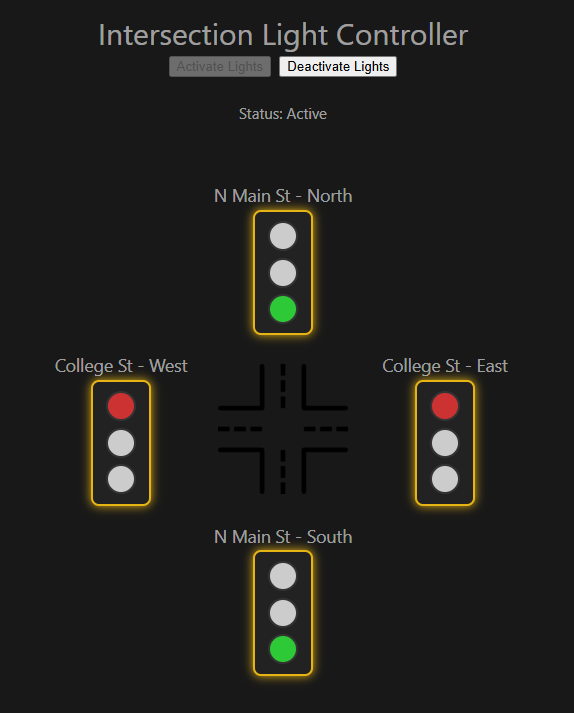 Intersection Light Controller
Activate Lights Deactivate Lights
Status: Active
N Main St - North
College St - West College St - East
N Main St - South